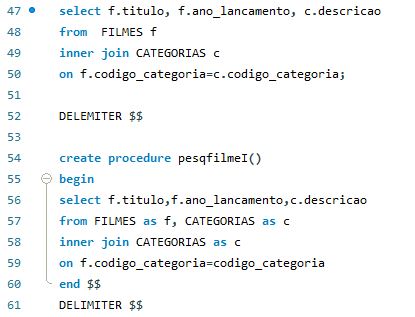 47 select f.titulo, f.ano_lancamento, c.descricao
48 from  FILMES f
49 inner join CATEGORIAS c
50 on f.codigo_categoria=c.codigo_categoria;
51
52 DELEMITER $$
53
54 create procedure pesqfilmeI()
55 begin
56 select f.titulo,f.ano_lancamento,c.descricao
57 from FILMES as f, CATEGORIAS as c
58 inner join CATEGORIAS as c
59 on f.codigo_categoria=codigo_categoria
60 end $$
61 DELIMITER $$